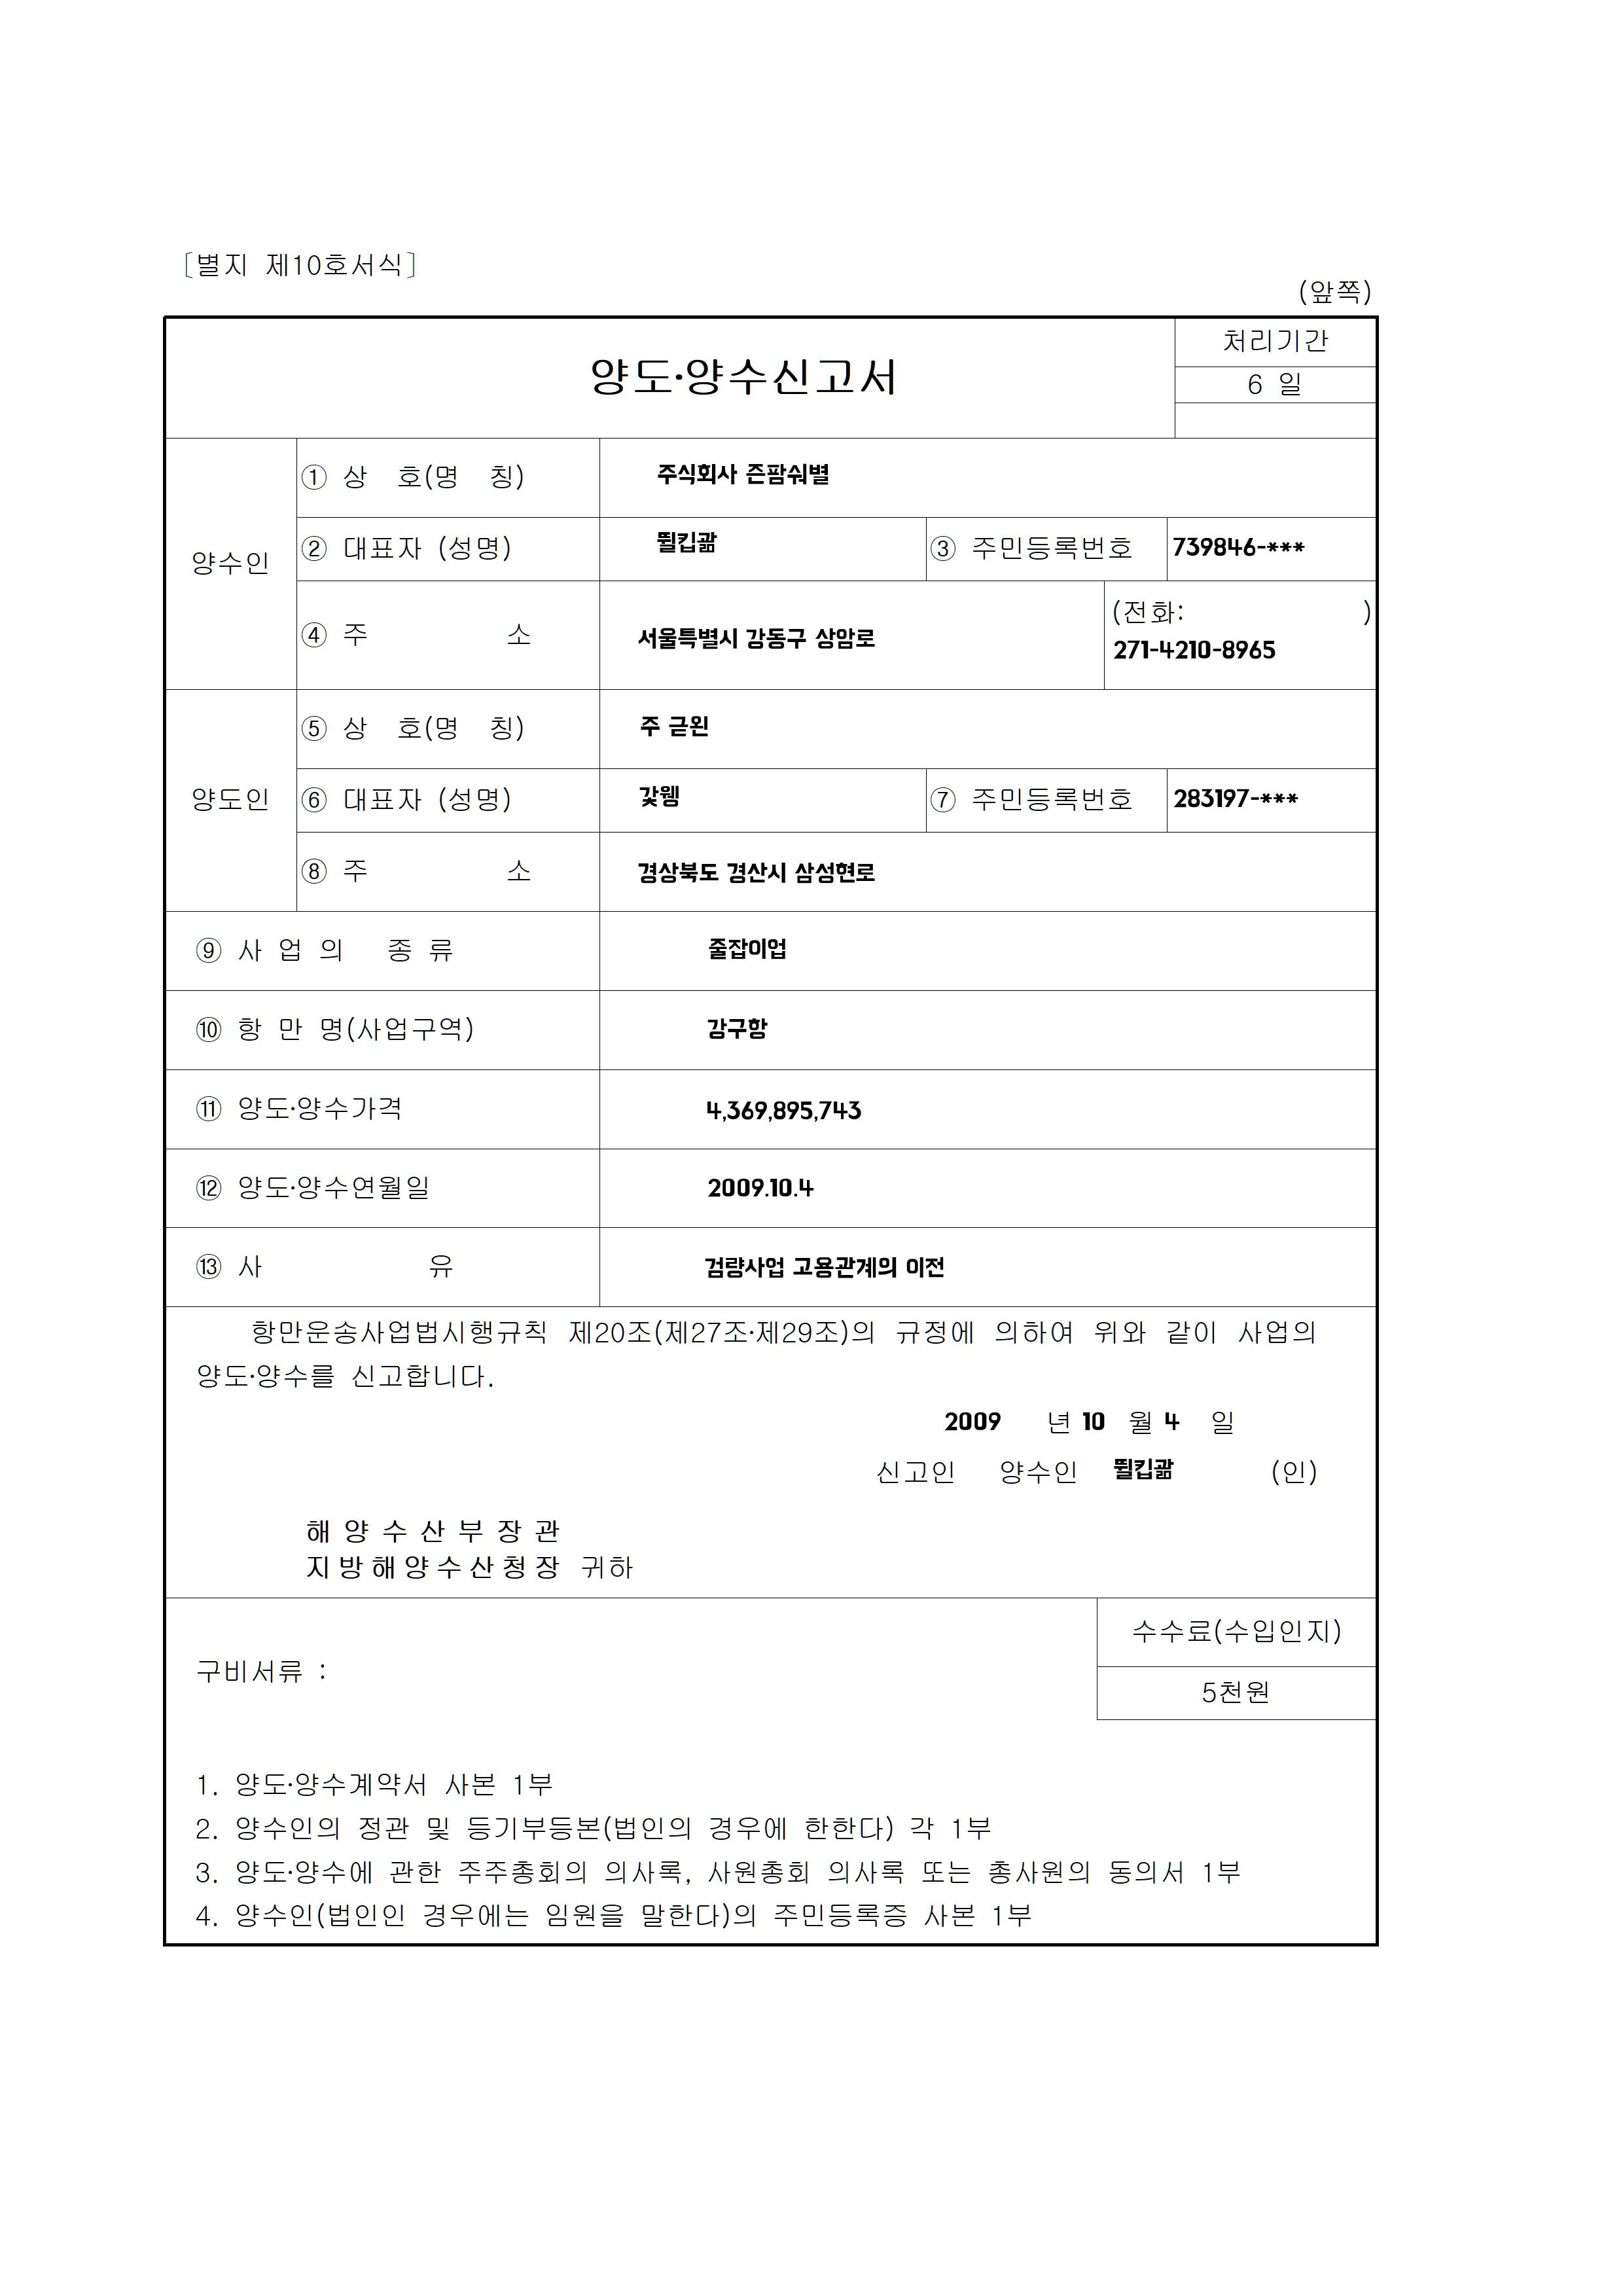 [별지 제10호서식]
(앞쪽)
양도·양수신고서
처리기간
6 일
양수인
① 상 호(명 칭) 주식회사 즌팜숴별
② 대표자 (성명) 뛸킵괆 ③ 주민등록번호 739846-***
④ 주 소 서울특별시 강동구 상암로 (전화: )
271-4210-8965
양도인
⑤ 상 호(명 칭) 주 귿왼
⑥ 대표자 (성명) 갗웸 ⑦ 주민등록번호 283197-***
⑧ 주 소 경상북도 경산시 삼성현로
⑨ 사 업 의 종 류 줄잡이업
⑩ 항 만 명(사업구역) 강구항
⑪ 양도·양수가격 4,369,895,743
⑫ 양도·양수연월일 2009.10.4
⑬ 사 유 검량사업 고용관계의 이전
항만운송사업법시행규칙 제20조(제27조·제29조)의 규정에 의하여 위와 같이 사업의
양도·양수를 신고합니다.
2009 년 10 월 4 일
신고인 양수인 뛸킵괆 (인)
해 양 수 산 부 장 관
지 방 해 양 수 산 청 장 귀하
수수료(수입인지)
구비서류 :
5천원
1. 양도·양수계약서 사본 1부
2. 양수인의 정관 및 등기부등본(법인의 경우에 한한다) 각 1부
3. 양도·양수에 관한 주주총회의 의사록, 사원총회 의사록 또는 총사원의 동의서 1부
4. 양수인(법인인 경우에는 임원을 말한다)의 주민등록증 사본 1부